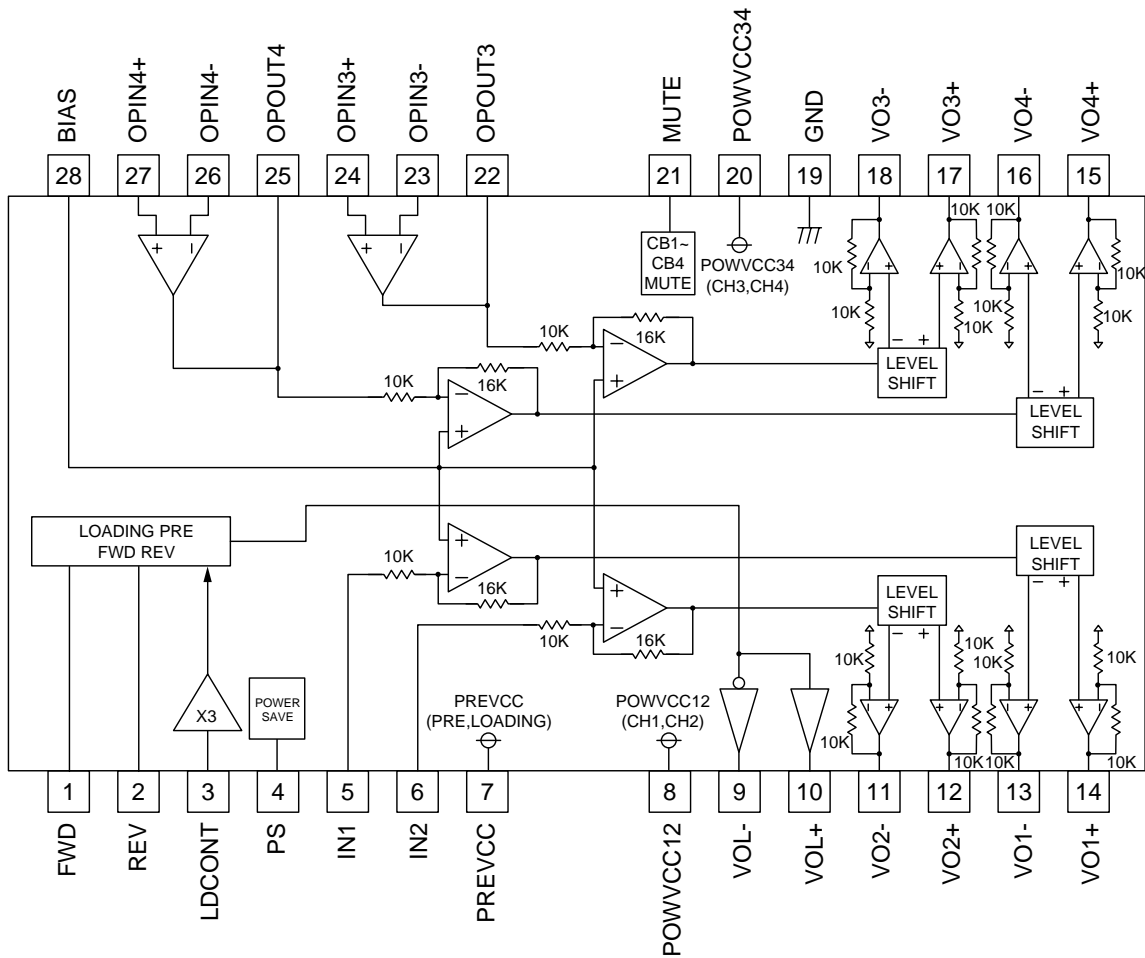 BIAS
OPIN4+
OPIN4-
OPOUT4
OPIN3+
OPIN3-
OPOUT3
MUTE
POWVCC34
GND
VO3-
VO3+
VO4-
VO4+
28
27
26
25
24
23
22
21
20
19
18
17
16
15
+
−
+
−
CB1~
CB4
MUTE
POWVCC34
(CH3,CH4)
10K
10K
10K
10K
− +
+ −
− +
+ −
10K
10K
10K
10K
10K
16K
−
+
− +
LEVEL
SHIFT
10K
16K
−
+
− +
LEVEL
SHIFT
LOADING PRE
FWD REV
+
−
10K
16K
LEVEL
SHIFT
− +
+
−
10K
16K
LEVEL
SHIFT
− +
X3
POWER
SAVE
PREVCC
(PRE,LOADING)
POWVCC12
(CH1,CH2)
10K
10K
10K
10K
− +
+ −
− +
+ −
10K
10K
10K
10K
1
2
3
4
5
6
7
8
9
10
11
12
13
14
FWD
REV
LDCONT
PS
IN1
IN2
PREVCC
POWVCC12
VOL-
VOL+
VO2-
VO2+
VO1-
VO1+